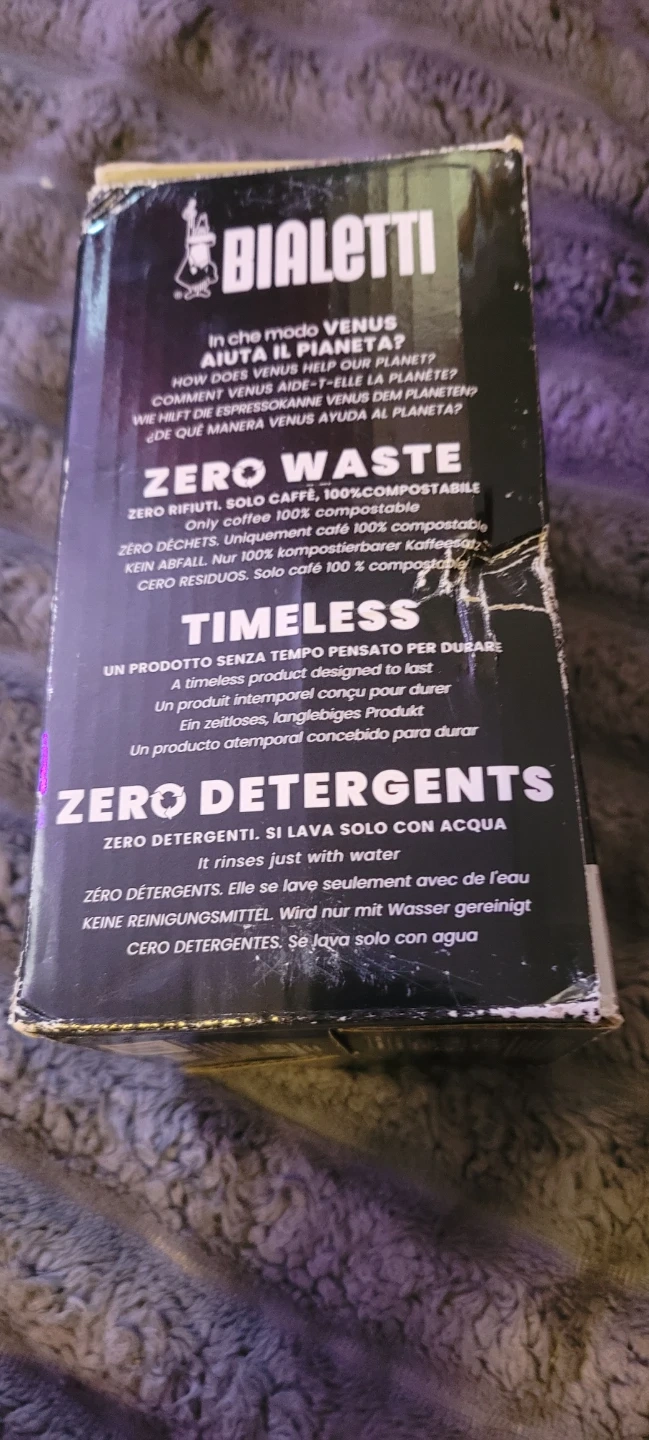 BIALETTI
In che modo VENUS
AIUTA IL PIANETA?
HOW DOES VENUS HELP OUR PLANET?
COMMENT VENUS AIDE-T-ELLE LA PLANÈTE?
WIE HILFT DIE ESPRESSOKANNE VENUS DEM PLANETEN?
¿DE QUÉ MANERA VENUS AYUDA AL PLANETA?
ZERO WASTE
ZERO RIFIUTI. SOLO CAFFÈ, 100%COMPOSTABILE
Only coffee 100% compostable
ZÉRO DÉCHETS. Uniquement café 100% compostable
KEIN ABFALL. Nur 100% kompostierbarer Kaffeesatz
CERO RESIDUOS. Solo café 100 % compostable
TIMELESS
UN PRODOTTO SENZA TEMPO PENSATO PER DURARE
A timeless product designed to last
Un produit intemporel conçu pour durer
Ein zeitloses, langlebiges Produkt
Un producto atemporal concebido para durar
ZERO DETERGENTS
ZERO DETERGENTI. SI LAVA SOLO CON ACQUA
It rinses just with water
ZÉRO DÉTERGENTS. Elle se lave seulement avec de l'eau
KEINE REINIGUNGSMITTEL. Wird nur mit Wasser gereinigt
CERO DETERGENTES. Se lava solo con agua